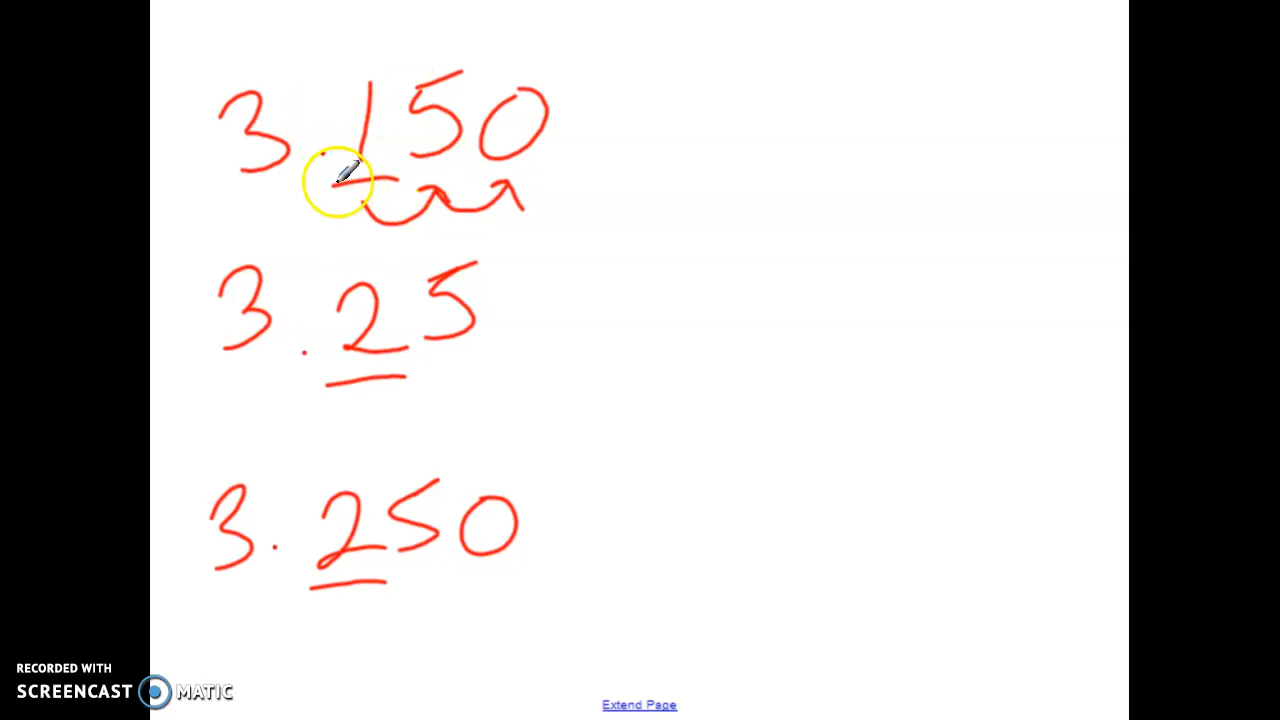 3.150
3.25
3.250
RECORDED WITH
SCREENCAST MATIC
Extend Page